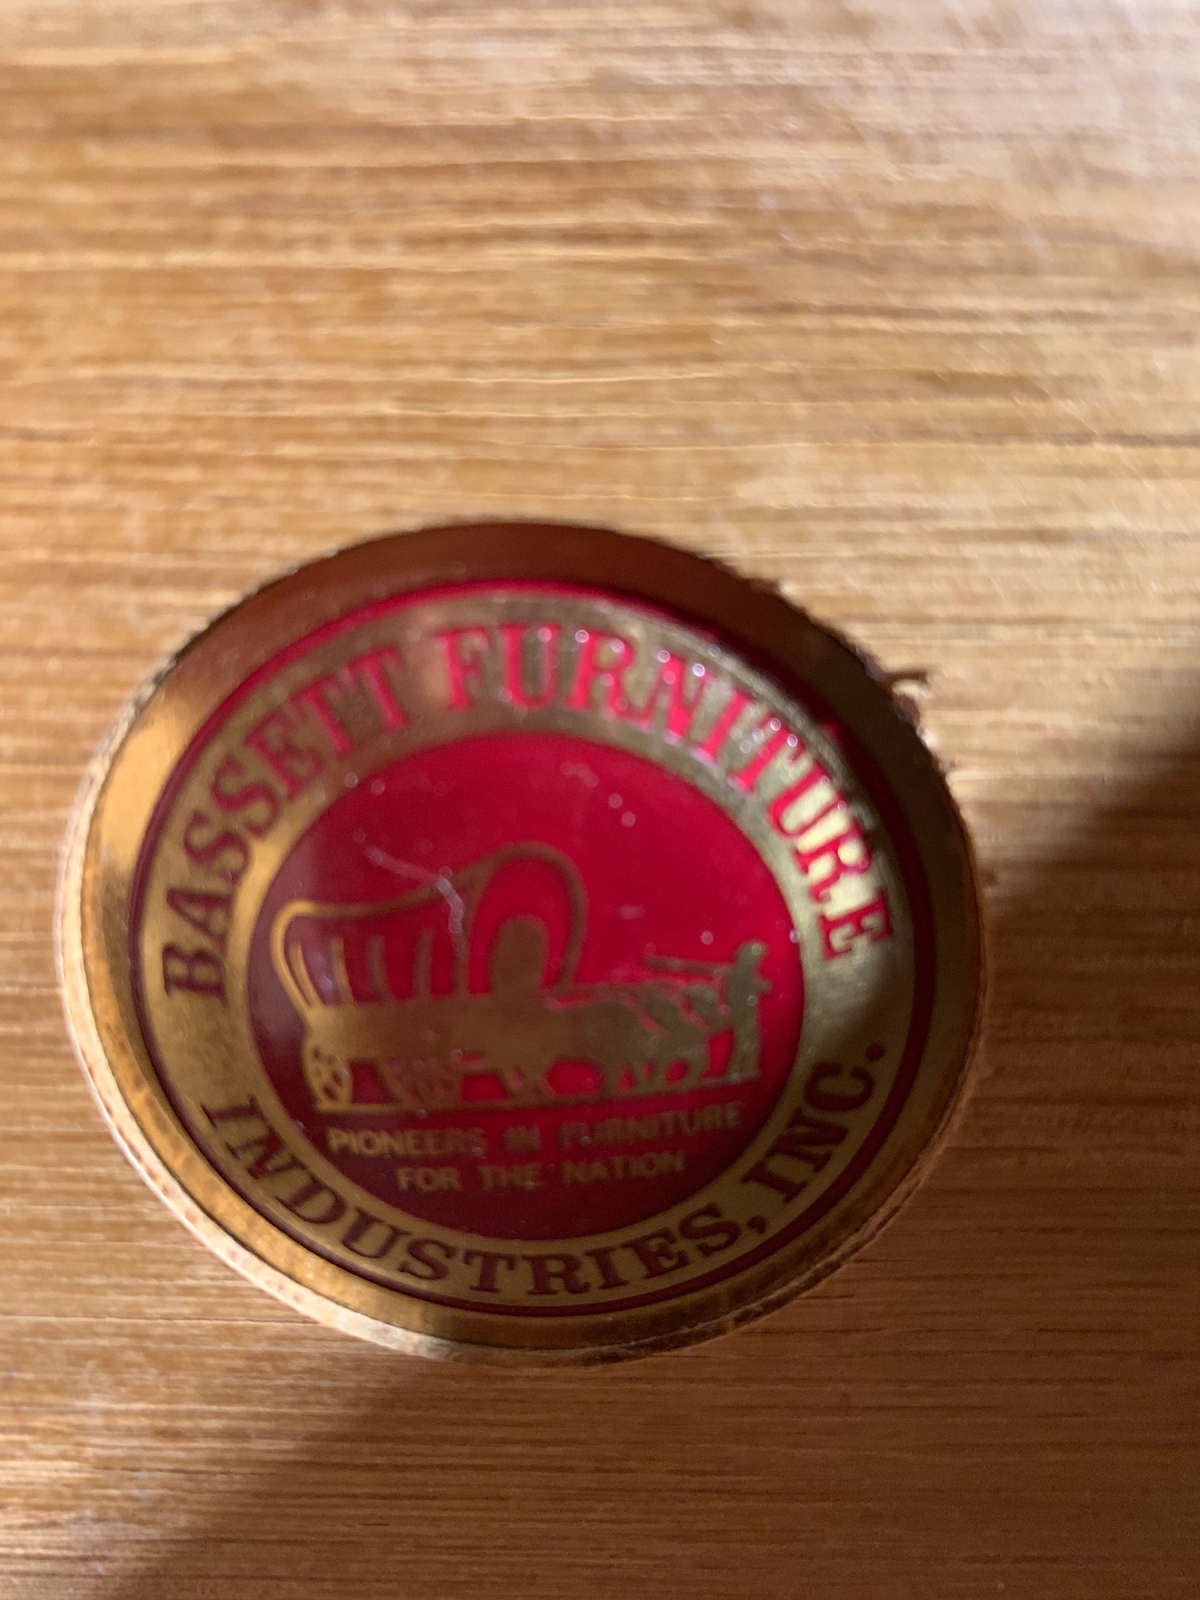 BASSETT FURNITURE
INDUSTRIES, INC.
PIONEERS IN FURNITURE
FOR THE NATION